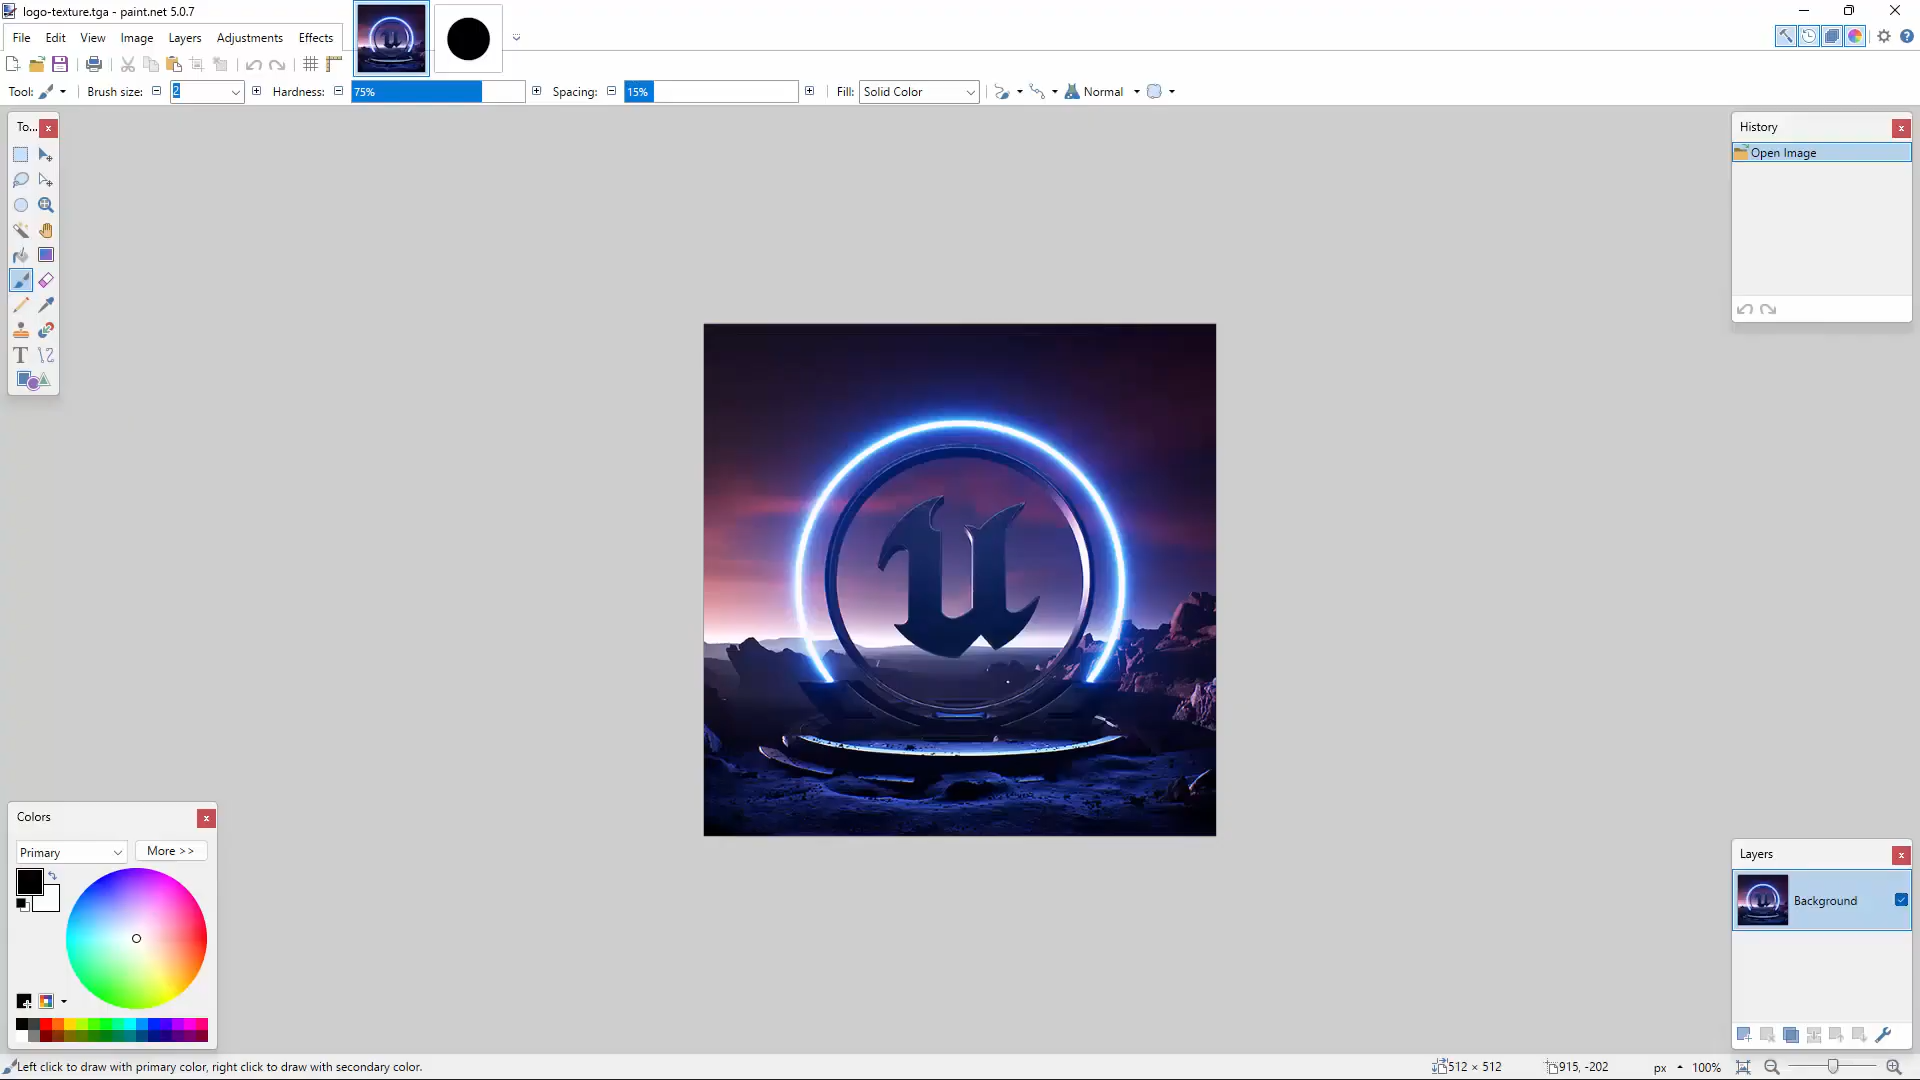 logo-texture.tga - paint.net 5.0.7
File Edit View Image Layers Adjustments Effects
Tool: Brush size: 2 Hardness: 75% Spacing: 15% Fill: Solid Color Normal
To...
History
Open Image
Colors
Primary More >>
Layers
Background
Left click to draw with primary color, right click to draw with secondary color. 512 × 512 915, -202 px 100%